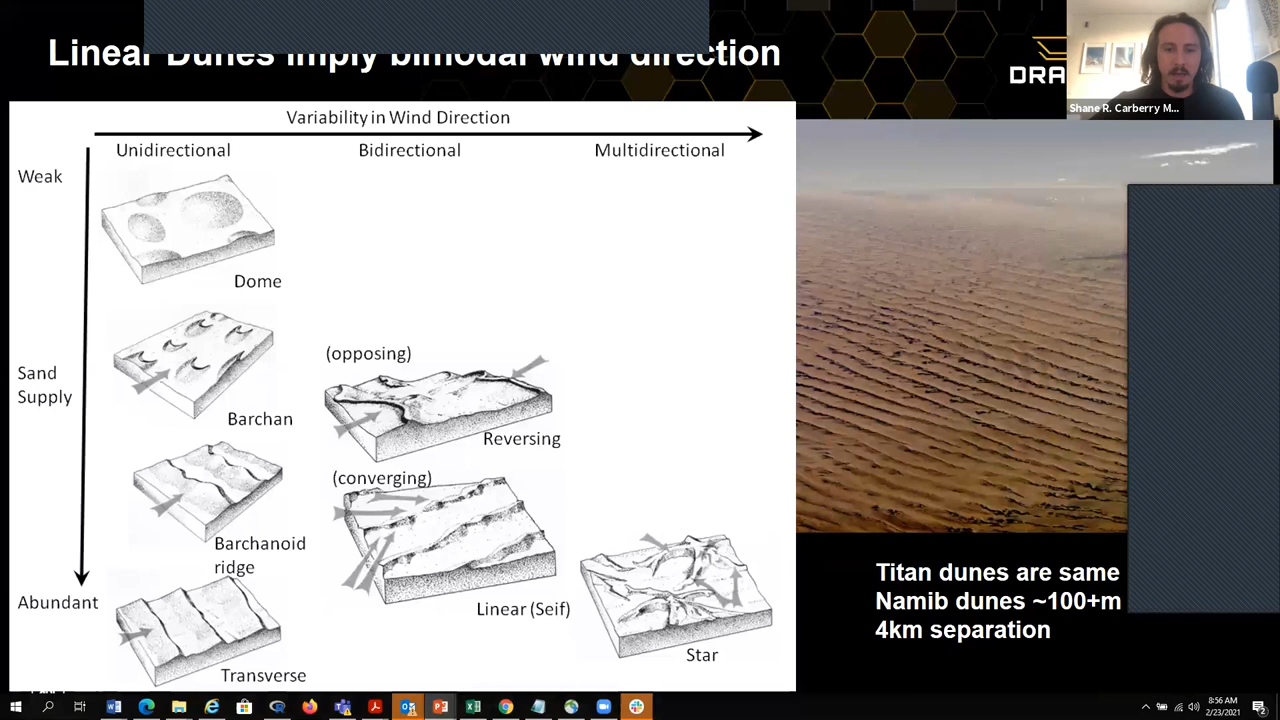 Linear Dunes imply bimodal wind direction
DRA
Shane R. Carberry M...
Variability in Wind Direction
Unidirectional
Bidirectional
Multidirectional
Weak
Dome
Sand
Supply
(opposing)
Barchan
Reversing
(converging)
Barchanoid
ridge
Abundant
Linear (Seif)
Star
Transverse
Titan dunes are same
Namib dunes ~100+m
4km separation
8:56 AM
2/23/2021
2